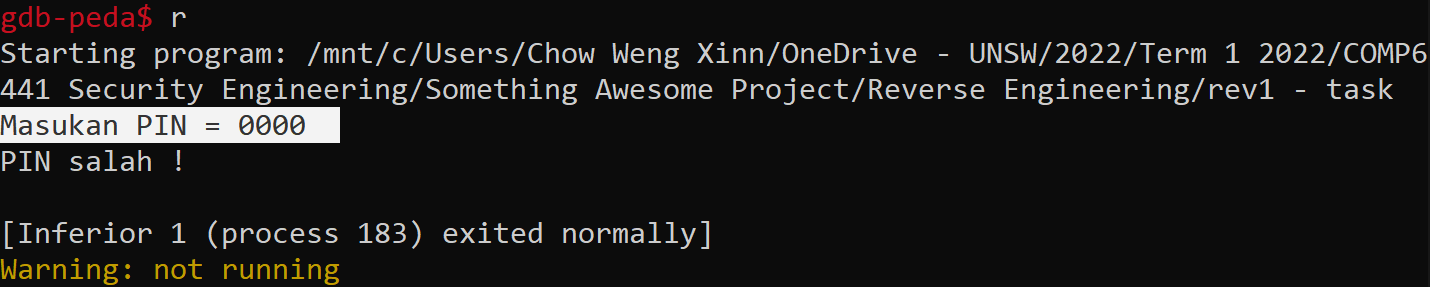 gdb-peda$ r
Starting program: /mnt/c/Users/Chow Weng Xinn/OneDrive - UNSW/2022/Term 1 2022/COMP6
441 Security Engineering/Something Awesome Project/Reverse Engineering/rev1 - task
Masukan PIN = 0000
PIN salah !
[Inferior 1 (process 183) exited normally]
Warning: not running